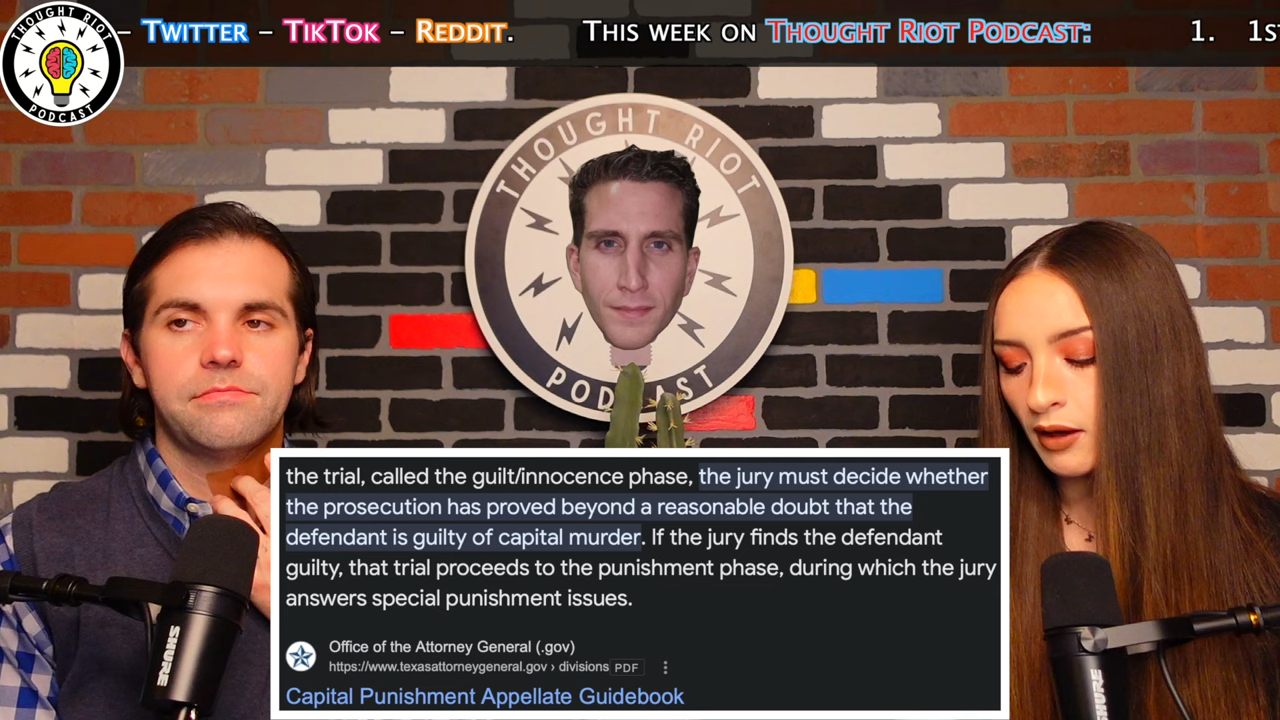 – Twitter – TikTok – Reddit.
This week on Thought Riot Podcast:
1. 1st
THOUGHT RIOT
PODCAST
THOUGHT RIOT
PODCAST
the trial, called the guilt/innocence phase, the jury must decide whether
the prosecution has proved beyond a reasonable doubt that the
defendant is guilty of capital murder. If the jury finds the defendant
guilty, that trial proceeds to the punishment phase, during which the jury
answers special punishment issues.
Office of the Attorney General (.gov)
https://www.texasattorneygeneral.gov › divisions PDF
Capital Punishment Appellate Guidebook
SHURE
SHURE